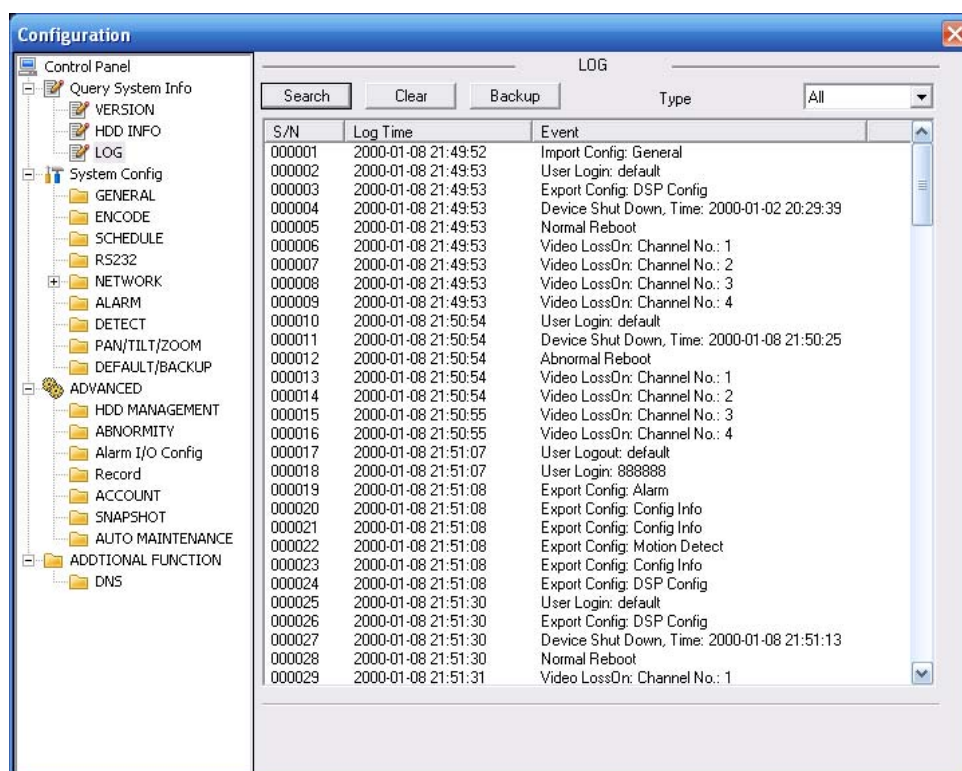 Configuration
Control Panel
Query System Info
VERSION
HDD INFO
LOG
System Config
GENERAL
ENCODE
SCHEDULE
RS232
NETWORK
ALARM
DETECT
PAN/TILT/ZOOM
DEFAULT/BACKUP
ADVANCED
HDD MANAGEMENT
ABNORMITY
Alarm I/O Config
Record
ACCOUNT
SNAPSHOT
AUTO MAINTENANCE
ADDTIONAL FUNCTION
DNS
LOG
Search Clear Backup Type All
S/N Log Time Event
000001 2000-01-08 21:49:52 Import Config: General
000002 2000-01-08 21:49:53 User Login: default
000003 2000-01-08 21:49:53 Export Config: DSP Config
000004 2000-01-08 21:49:53 Device Shut Down, Time: 2000-01-02 20:29:39
000005 2000-01-08 21:49:53 Normal Reboot
000006 2000-01-08 21:49:53 Video LossOn: Channel No.: 1
000007 2000-01-08 21:49:53 Video LossOn: Channel No.: 2
000008 2000-01-08 21:49:53 Video LossOn: Channel No.: 3
000009 2000-01-08 21:49:53 Video LossOn: Channel No.: 4
000010 2000-01-08 21:50:54 User Login: default
000011 2000-01-08 21:50:54 Device Shut Down, Time: 2000-01-08 21:50:25
000012 2000-01-08 21:50:54 Abnormal Reboot
000013 2000-01-08 21:50:54 Video LossOn: Channel No.: 1
000014 2000-01-08 21:50:54 Video LossOn: Channel No.: 2
000015 2000-01-08 21:50:55 Video LossOn: Channel No.: 3
000016 2000-01-08 21:50:55 Video LossOn: Channel No.: 4
000017 2000-01-08 21:51:07 User Logout: default
000018 2000-01-08 21:51:07 User Login: 888888
000019 2000-01-08 21:51:08 Export Config: Alarm
000020 2000-01-08 21:51:08 Export Config: Config Info
000021 2000-01-08 21:51:08 Export Config: Config Info
000022 2000-01-08 21:51:08 Export Config: Motion Detect
000023 2000-01-08 21:51:08 Export Config: Config Info
000024 2000-01-08 21:51:08 Export Config: DSP Config
000025 2000-01-08 21:51:30 User Login: default
000026 2000-01-08 21:51:30 Export Config: DSP Config
000027 2000-01-08 21:51:30 Device Shut Down, Time: 2000-01-08 21:51:13
000028 2000-01-08 21:51:30 Normal Reboot
000029 2000-01-08 21:51:31 Video LossOn: Channel No.: 1